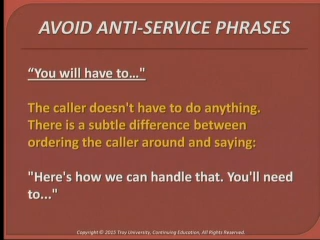 AVOID ANTI-SERVICE PHRASES
“You will have to…"
The caller doesn't have to do anything.
There is a subtle difference between
ordering the caller around and saying:
"Here's how we can handle that. You'll need
to..."
Copyright © 2015 Troy University, Continuing Education, All Rights Reserved.